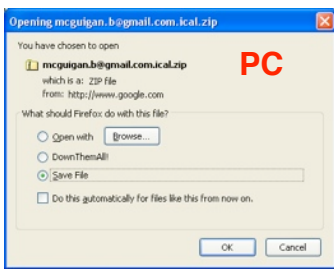 Opening mcguigan.b@gmail.com.ical.zip
You have chosen to open
mcguigan.b@gmail.com.ical.zip
which is a: ZIP file
from: http://www.google.com
PC
What should Firefox do with this file?
Open with Browse...
DownThemAll!
Save File
Do this automatically for files like this from now on.
OK Cancel